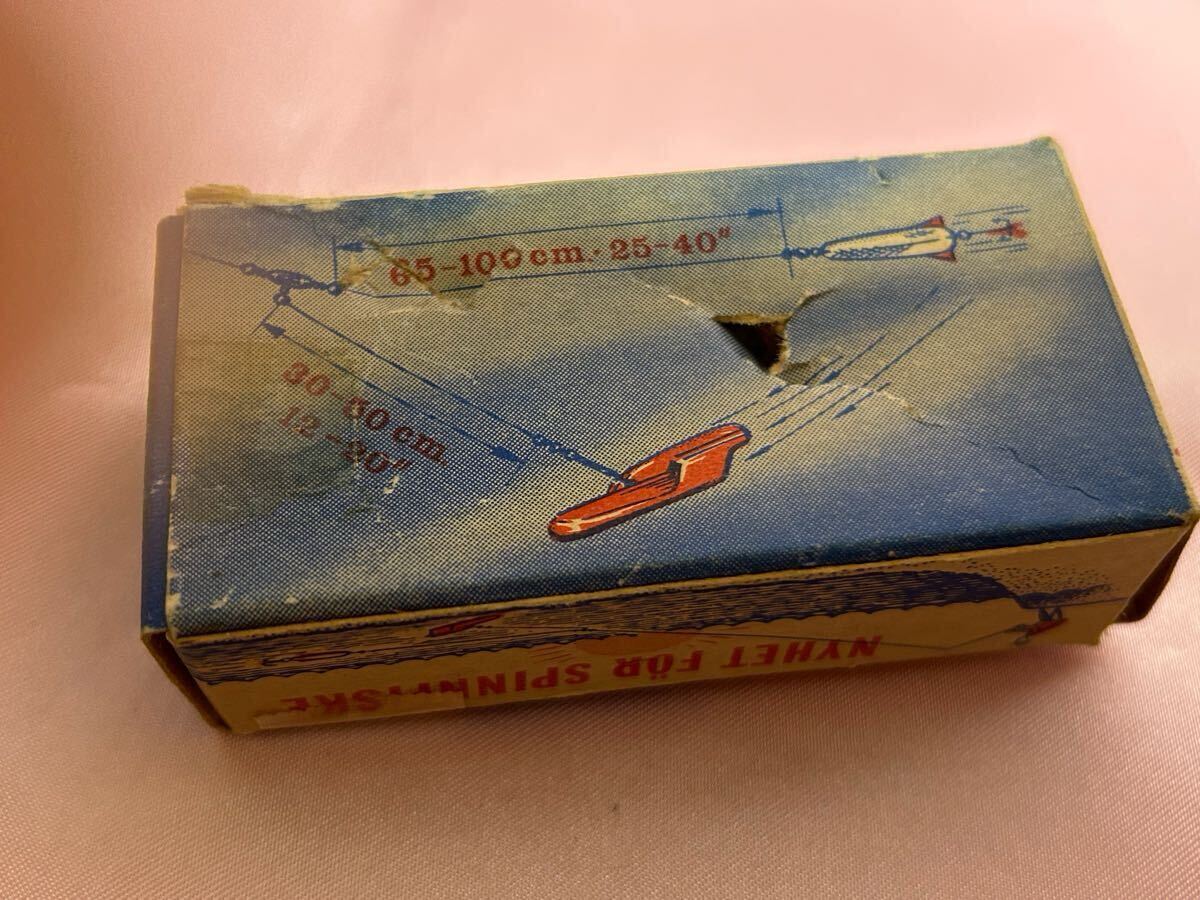 65-100 cm. · 25-40"
30-50 cm.
12-20"
NYHET FÖR SPINNFISKE